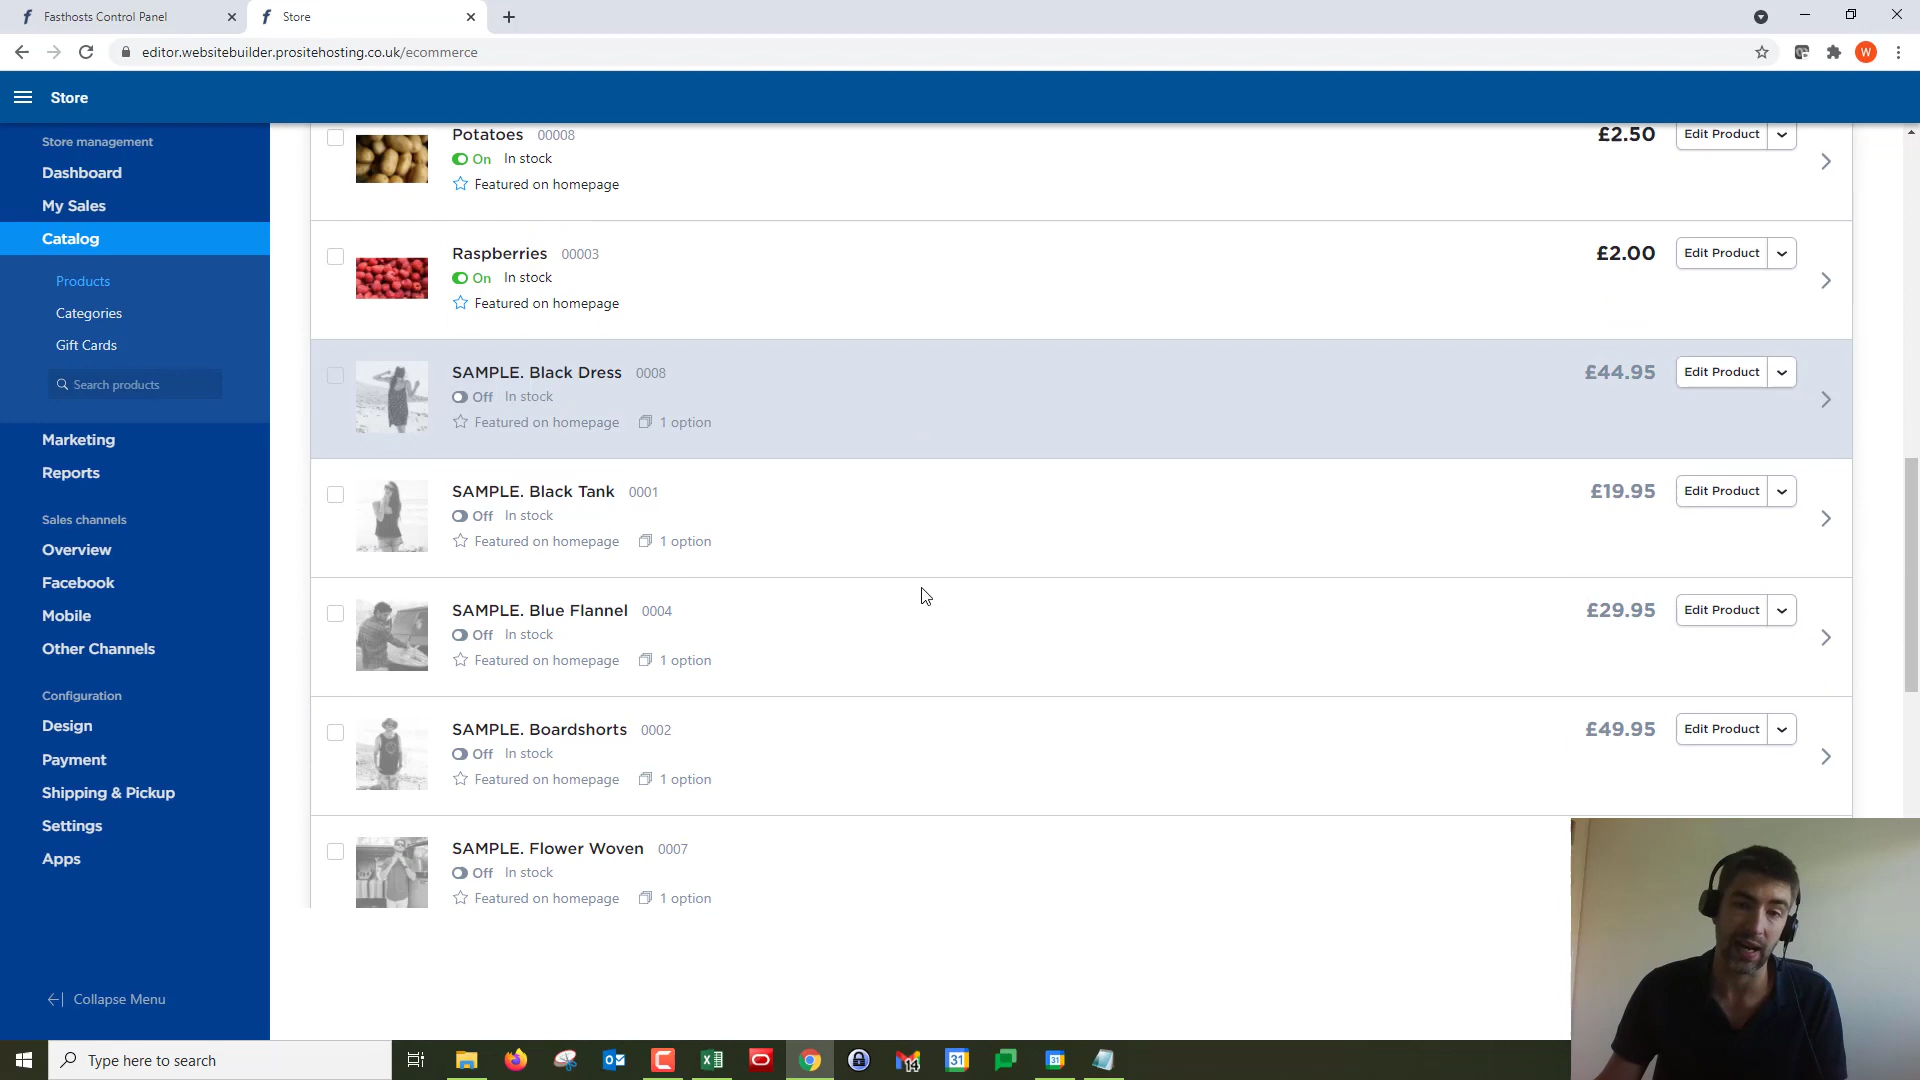 Fasthosts Control Panel
Store
editor.websitebuilder.prositehosting.co.uk/ecommerce
W
Store
Store management
Dashboard
My Sales
Catalog
Products
Categories
Gift Cards
Search products
Marketing
Reports
Sales channels
Overview
Facebook
Mobile
Other Channels
Configuration
Design
Payment
Shipping & Pickup
Settings
Apps
Collapse Menu
Potatoes 00008 £2.50 Edit Product
On In stock
Featured on homepage
Raspberries 00003 £2.00 Edit Product
On In stock
Featured on homepage
SAMPLE. Black Dress 0008 £44.95 Edit Product
Off In stock
Featured on homepage 1 option
SAMPLE. Black Tank 0001 £19.95 Edit Product
Off In stock
Featured on homepage 1 option
SAMPLE. Blue Flannel 0004 £29.95 Edit Product
Off In stock
Featured on homepage 1 option
SAMPLE. Boardshorts 0002 £49.95 Edit Product
Off In stock
Featured on homepage 1 option
SAMPLE. Flower Woven 0007
Off In stock
Featured on homepage 1 option
Type here to search
14
31
31